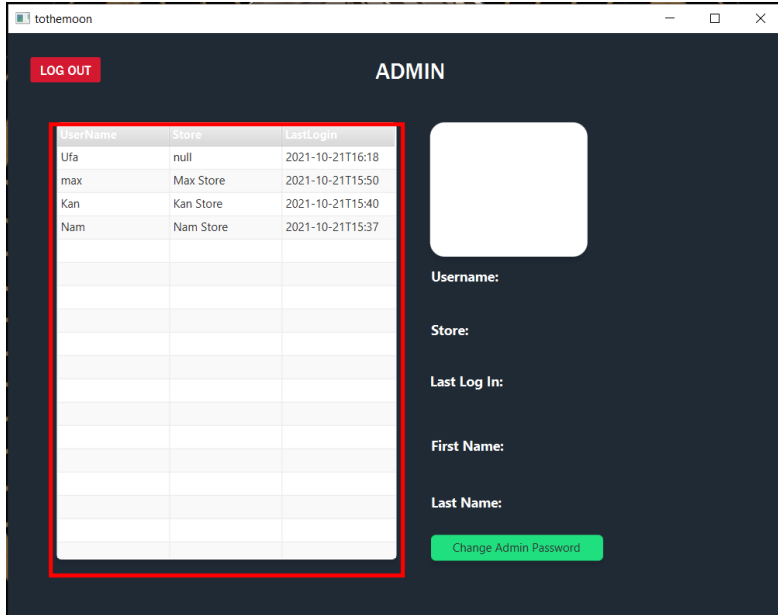 tothemoon
LOG OUT
ADMIN
UserName Store LastLogin
Ufa null 2021-10-21T16:18
max Max Store 2021-10-21T15:50
Kan Kan Store 2021-10-21T15:40
Nam Nam Store 2021-10-21T15:37
Username:
Store:
Last Log In:
First Name:
Last Name:
Change Admin Password